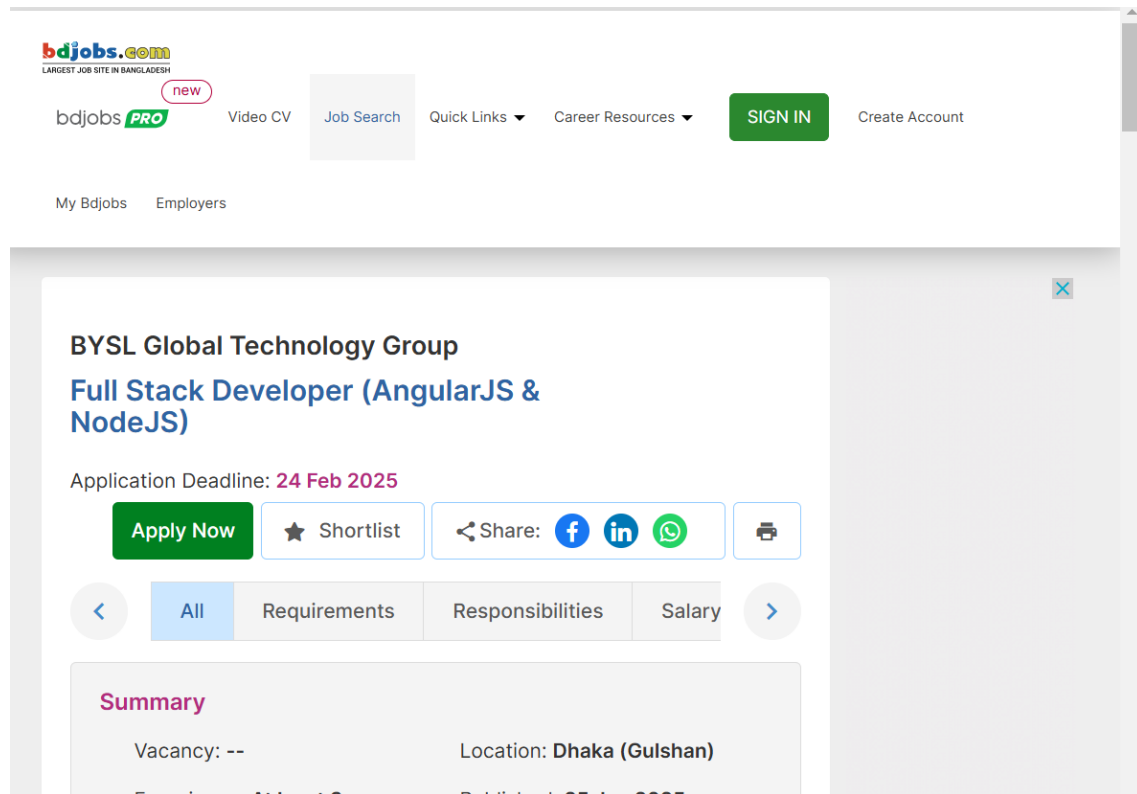 bdjobs.com
LARGEST JOB SITE IN BANGLADESH
new
bdjobs PRO
Video CV
Job Search
Quick Links
Career Resources
SIGN IN
Create Account
My Bdjobs
Employers
BYSL Global Technology Group
Full Stack Developer (AngularJS &
NodeJS)
Application Deadline: 24 Feb 2025
Apply Now
Shortlist
Share:
All
Requirements
Responsibilities
Salary
Summary
Vacancy: --
Location: Dhaka (Gulshan)